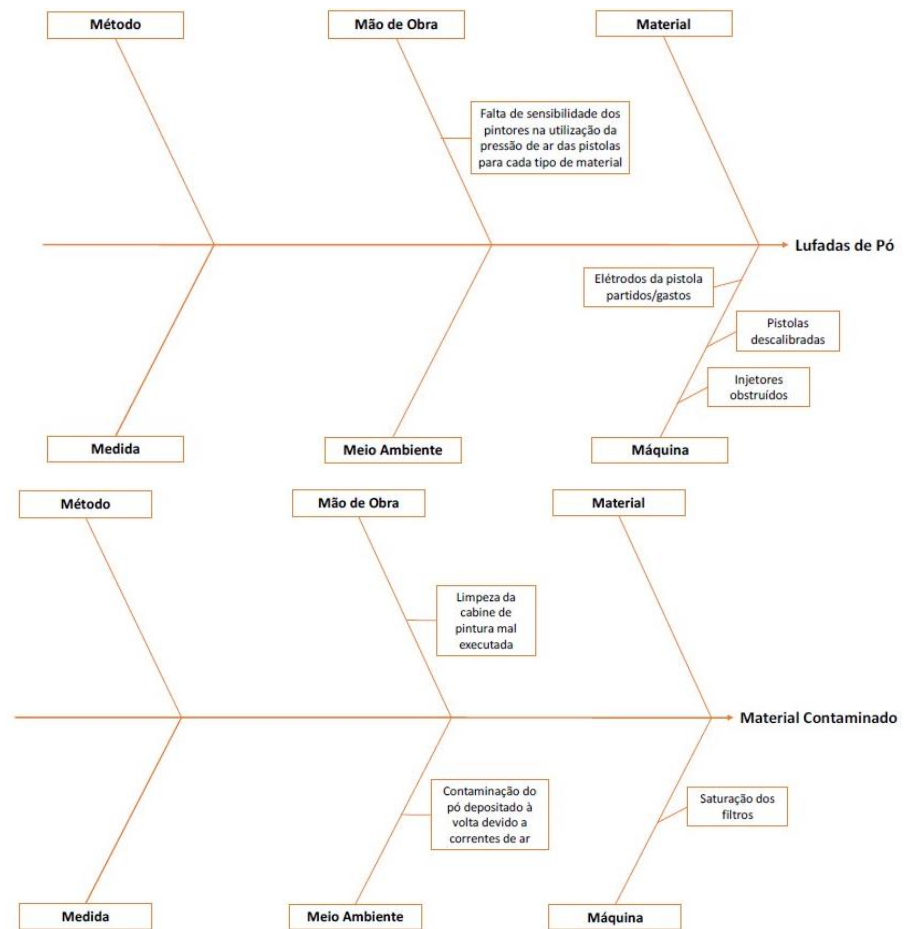 Método
Mão de Obra
Material
Falta de sensibilidade dos
pintores na utilização da
pressão de ar das pistolas
para cada tipo de material
Lufadas de Pó
Elétrodos da pistola
partidos/gastos
Pistolas
descalibradas
Injetores
obstruídos
Medida
Meio Ambiente
Máquina
Método
Mão de Obra
Material
Limpeza da
cabine de
pintura mal
executada
Material Contaminado
Contaminação do
pó depositado à
volta devido a
correntes de ar
Saturação dos
filtros
Medida
Meio Ambiente
Máquina